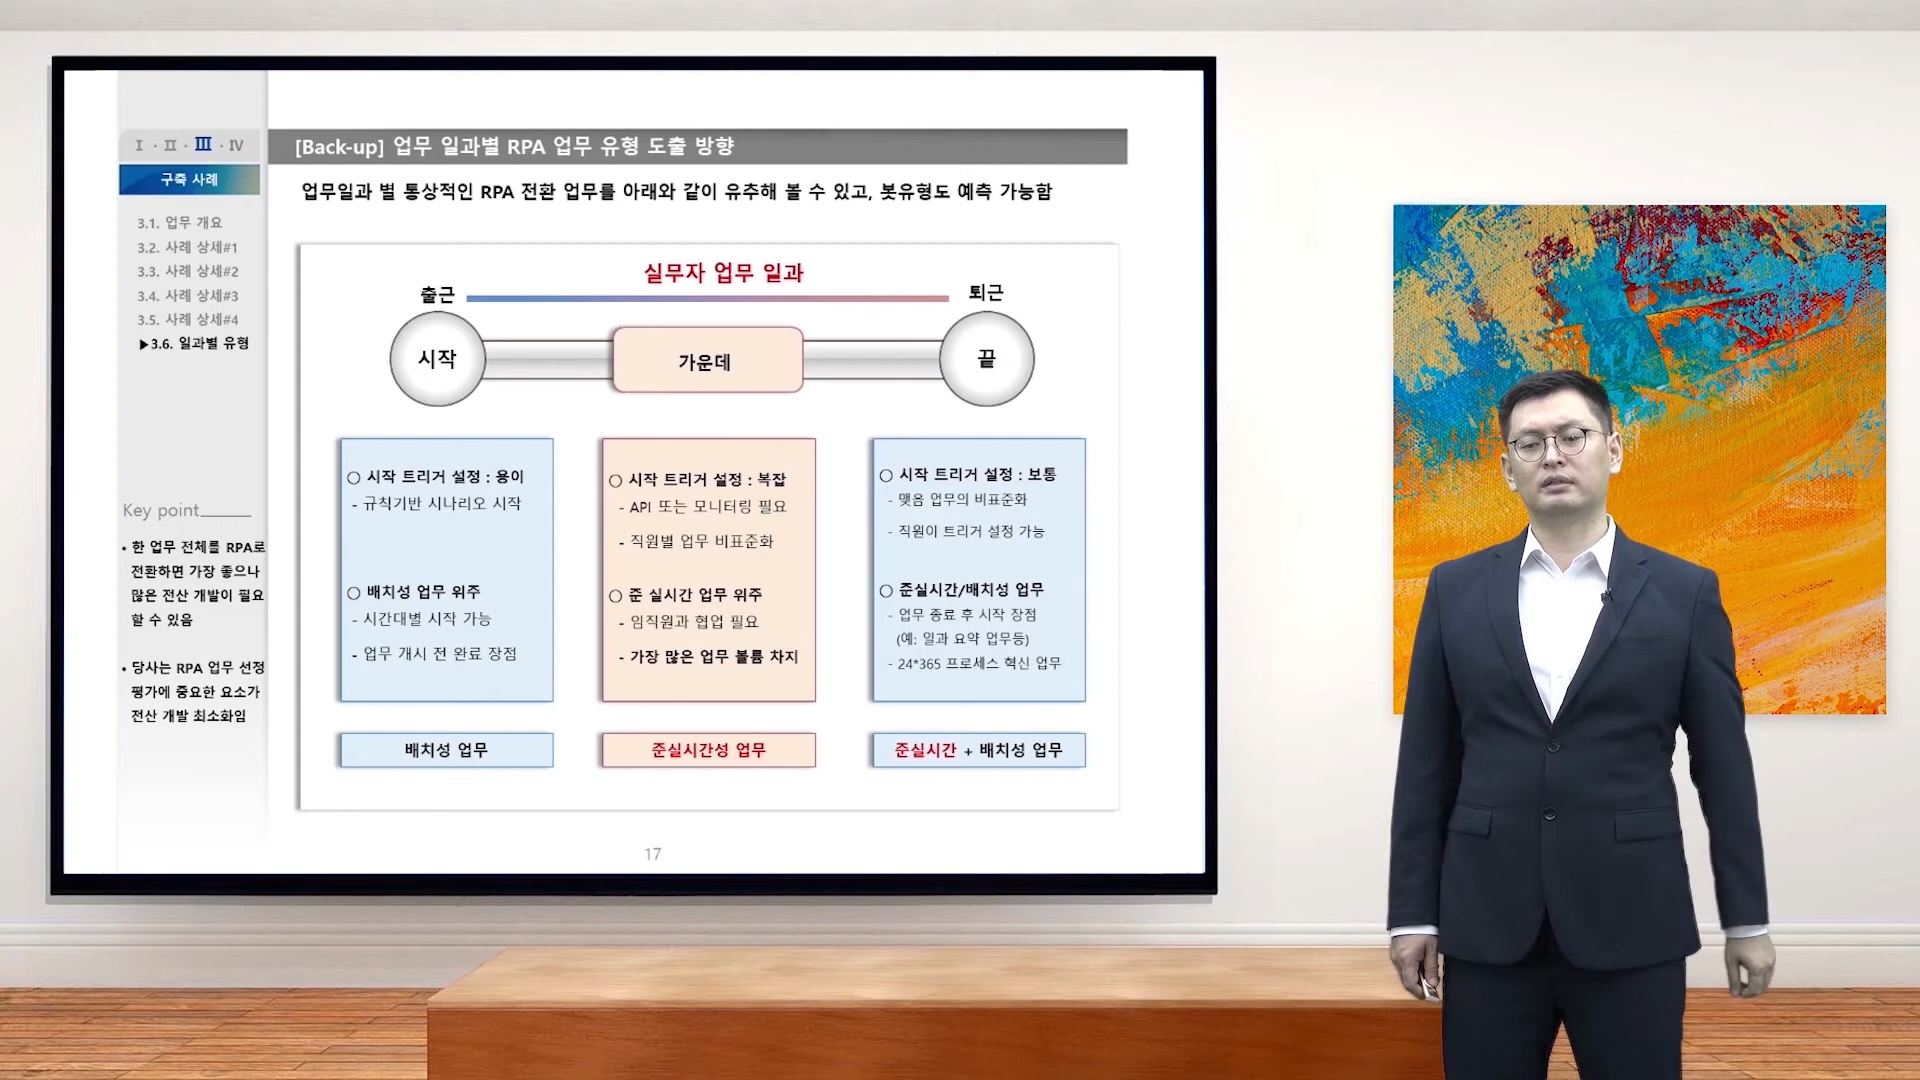 I · II · III · IV
구축 사례
3.1. 업무 개요
3.2. 사례 상세#1
3.3. 사례 상세#2
3.4. 사례 상세#3
3.5. 사례 상세#4
▶3.6. 일과별 유형
Key point______
• 한 업무 전체를 RPA로
전환하면 가장 좋으나
많은 전산 개발이 필요
할 수 있음
• 당사는 RPA 업무 선정
평가에 중요한 요소가
전산 개발 최소화임
[Back-up] 업무 일과별 RPA 업무 유형 도출 방향
업무일과 별 통상적인 RPA 전환 업무를 아래와 같이 유추해 볼 수 있고, 봇유형도 예측 가능함
실무자 업무 일과
출근
퇴근
시작
가운데
끝
○ 시작 트리거 설정 : 용이
- 규칙기반 시나리오 시작
○ 배치성 업무 위주
- 시간대별 시작 가능
- 업무 개시 전 완료 장점
배치성 업무
○ 시작 트리거 설정 : 복잡
- API 또는 모니터링 필요
- 직원별 업무 비표준화
○ 준 실시간 업무 위주
- 임직원과 협업 필요
- 가장 많은 업무 볼륨 차지
준실시간성 업무
○ 시작 트리거 설정 : 보통
- 맺음 업무의 비표준화
- 직원이 트리거 설정 가능
○ 준실시간/배치성 업무
- 업무 종료 후 시작 장점
(예: 일과 요약 업무등)
- 24*365 프로세스 혁신 업무
준실시간 + 배치성 업무
17